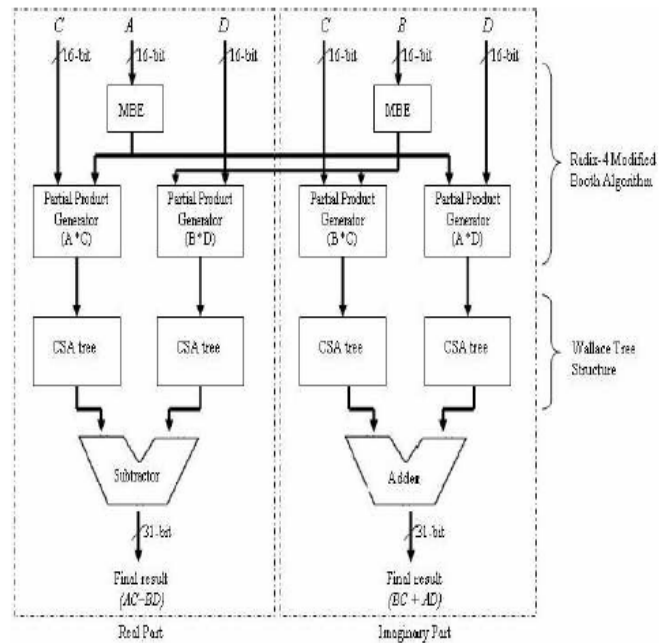 C A D C B D
16-bit 16-bit 16-bit 16-bit 16-bit 16-bit
MBE MBE
Radix-4 Modified
Booth Algorithm
Partial Product
Generator
(A*C)
Partial Product
Generator
(B*D)
Partial Product
Generator
(B*C)
Partial Product
Generator
(A*D)
CSA tree CSA tree CSA tree CSA tree
Wallace Tree
Structure
Subtractor Adder
31-bit 31-bit
Final result
(AC-BD)
Final result
(BC + AD)
Real Part Imaginary Part